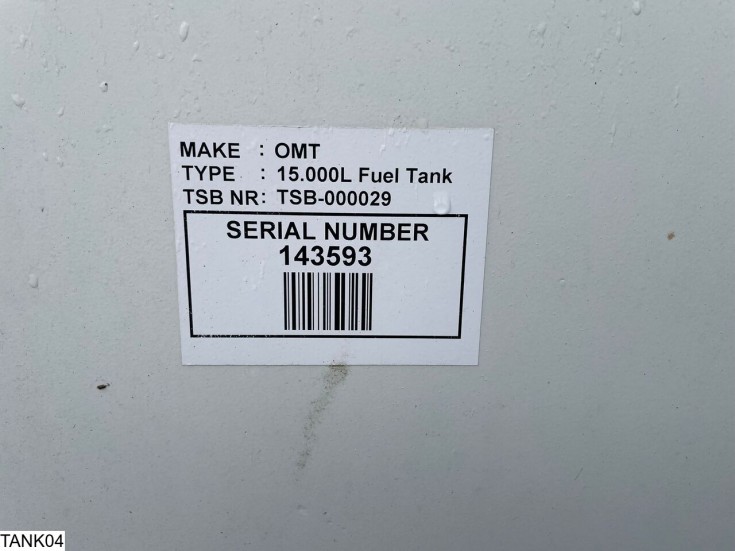 MAKE : OMT
TYPE : 15.000L Fuel Tank
TSB NR: TSB-000029
SERIAL NUMBER
143593
TANK04